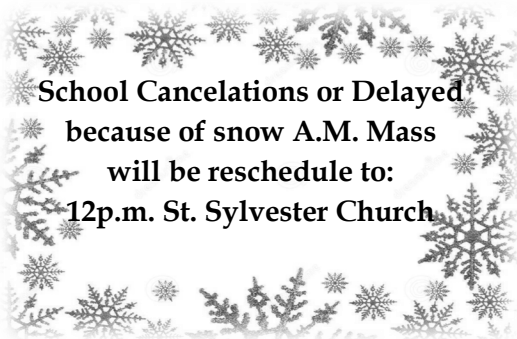 School Cancelations or Delayed
because of snow A.M. Mass
will be reschedule to:
12p.m. St. Sylvester Church